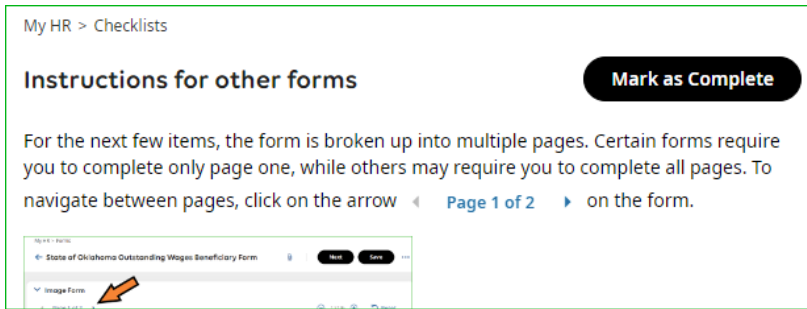 My HR > Checklists
Instructions for other forms
Mark as Complete
For the next few items, the form is broken up into multiple pages. Certain forms require
you to complete only page one, while others may require you to complete all pages. To
navigate between pages, click on the arrow Page 1 of 2 on the form.
My HR > Forms
State of Oklahoma Outstanding Wages Beneficiary Form
Next
Save
Image Form